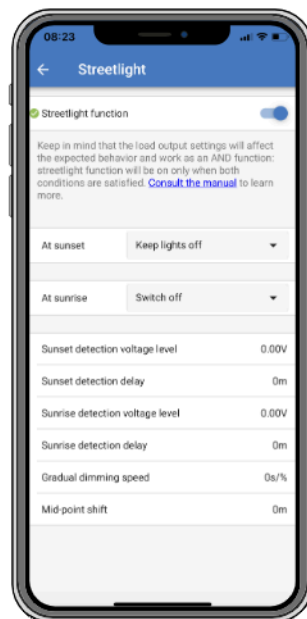 08:23
Streetlight
Streetlight function
Keep in mind that the load output settings will affect
the expected behavior and work as an AND function:
streetlight function will be on only when both
conditions are satisfied. Consult the manual to learn
more.
At sunset Keep lights off
At sunrise Switch off
Sunset detection voltage level 0.00V
Sunset detection delay 0m
Sunrise detection voltage level 0.00V
Sunrise detection delay 0m
Gradual dimming speed 0s/%
Mid-point shift 0m